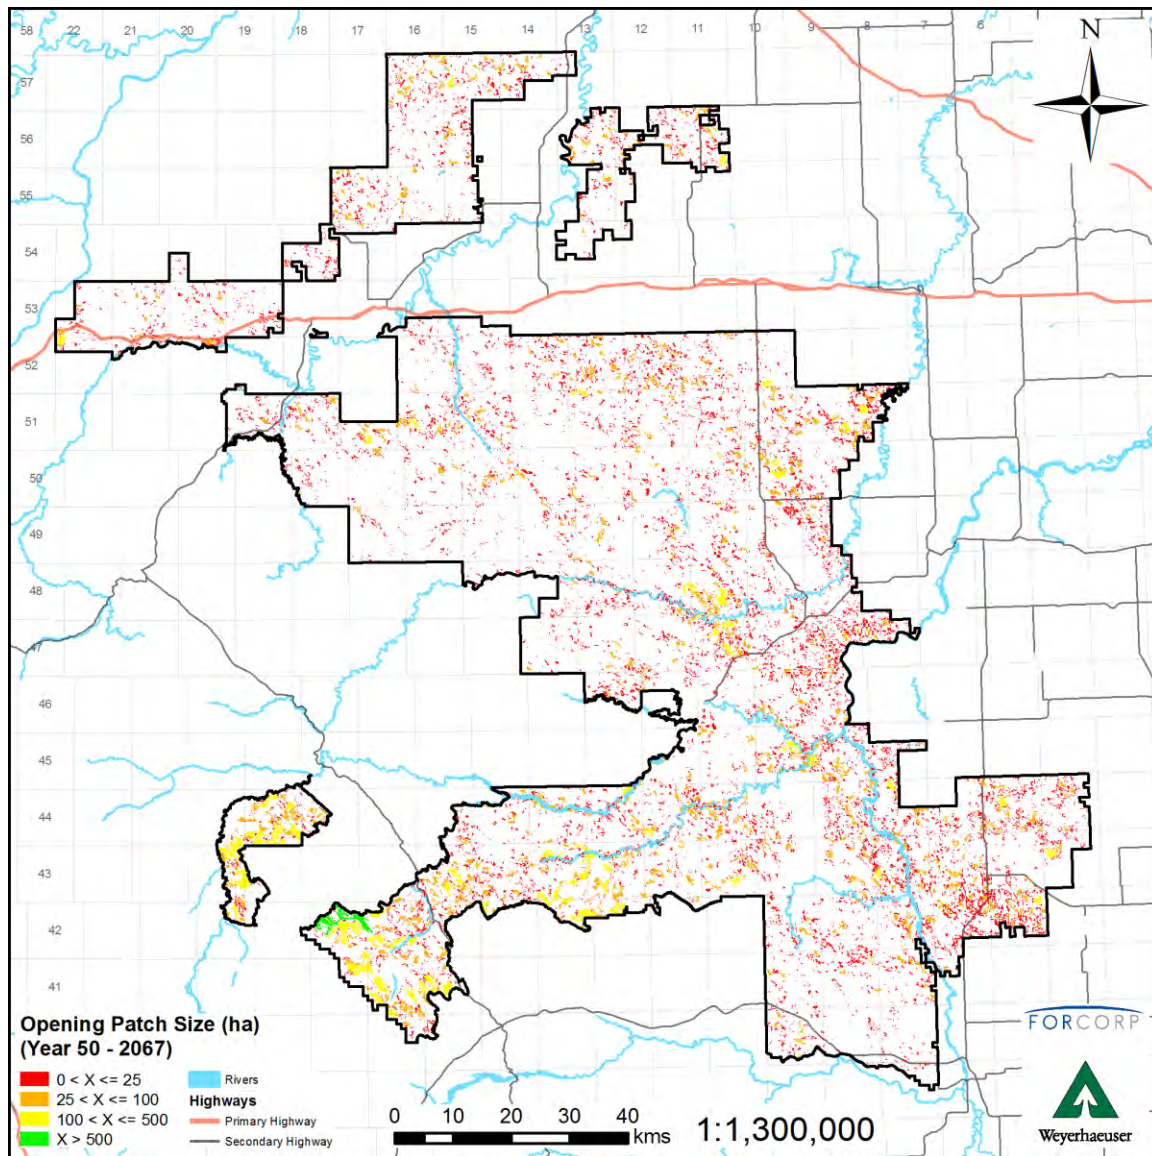 58 22 21 20 19 18 17 16 15 14 13 12 11 10 9 8 7 6
N
57
56
55
54
53
52
51
50
49
48
47
46
45
44
43
42
41
Opening Patch Size (ha)
(Year 50 - 2067)
0 < X <= 25
25 < X <= 100
100 < X <= 500
X > 500
Rivers
Highways
Primary Highway
Secondary Highway
0 10 20 30 40
kms
1:1,300,000
FORCORP
Weyerhaeuser